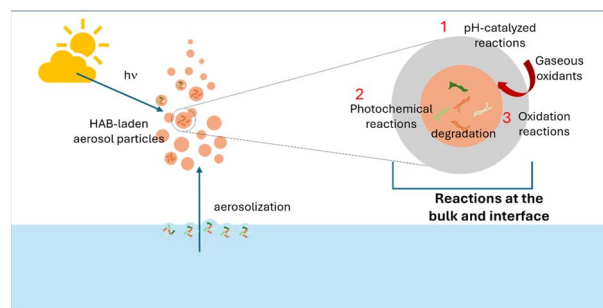 1
pH-catalyzed
reactions
Gaseous
oxidants
hν
2
HAB-laden
aerosol particles
Photochemical
reactions
3
Oxidation
reactions
degradation
Reactions at the
bulk and interface
aerosolization